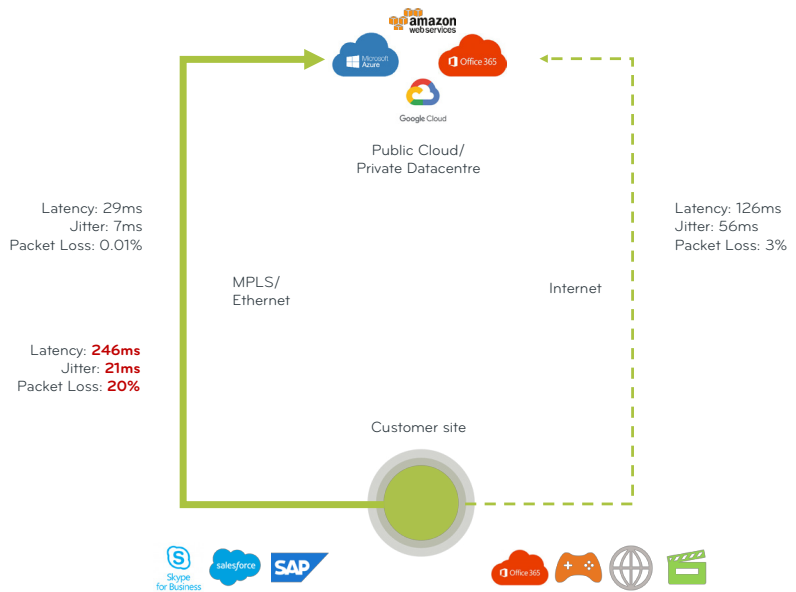 amazon
web services
Microsoft
Azure
Office 365
Google Cloud
Public Cloud/
Private Datacentre
Latency: 29ms
Jitter: 7ms
Packet Loss: 0.01%
Latency: 126ms
Jitter: 56ms
Packet Loss: 3%
MPLS/
Ethernet
Internet
Latency: 246ms
Jitter: 21ms
Packet Loss: 20%
Customer site
S
Skype
for Business
salesforce
SAP
Office 365